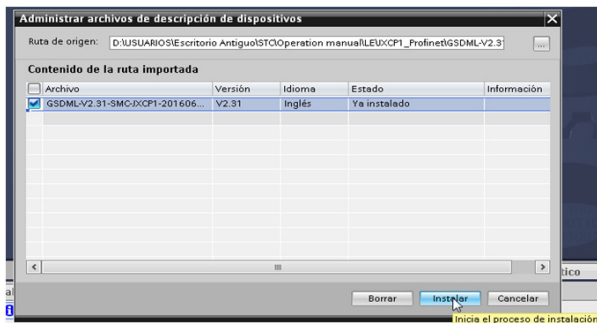 Administrar archivos de descripción de dispositivos
Ruta de origen: D:\USUARIOS\Escritorio Antiguo\STC\Operation manual\LE\JXCP1_Profinet\GSDML-V2.3
...
Contenido de la ruta importada
Archivo Versión Idioma Estado Información
GSDML-V2.31-SMC-JXCP1-201606... V2.31 Inglés Ya instalado
tico
Borrar Instalar Cancelar
Inicia el proceso de instalación